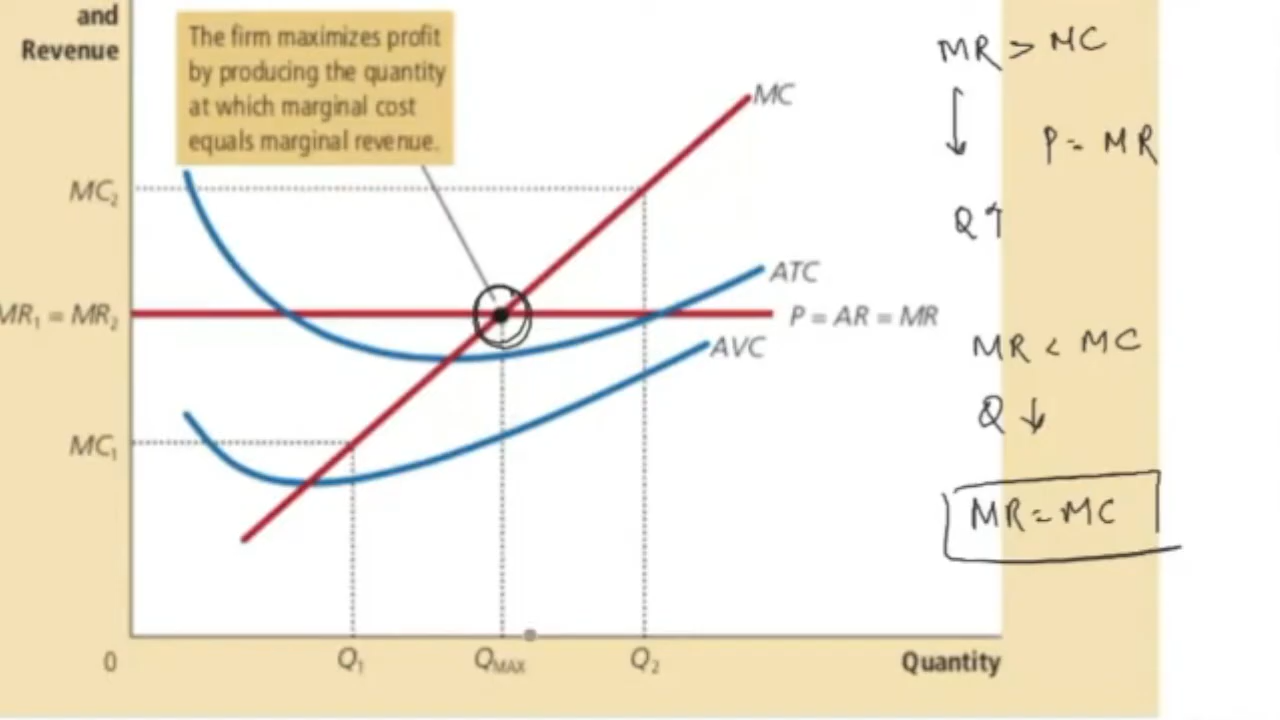 and
Revenue
The firm maximizes profit
by producing the quantity
at which marginal cost
equals marginal revenue.
MC
MC₂
ATC
MR₁ = MR₂
P = AR = MR
AVC
MC₁
0
Q₁
QMAX
Q₂
Quantity
MR > MC
↓
P = MR
Q↑
MR < MC
Q ↓
MR = MC